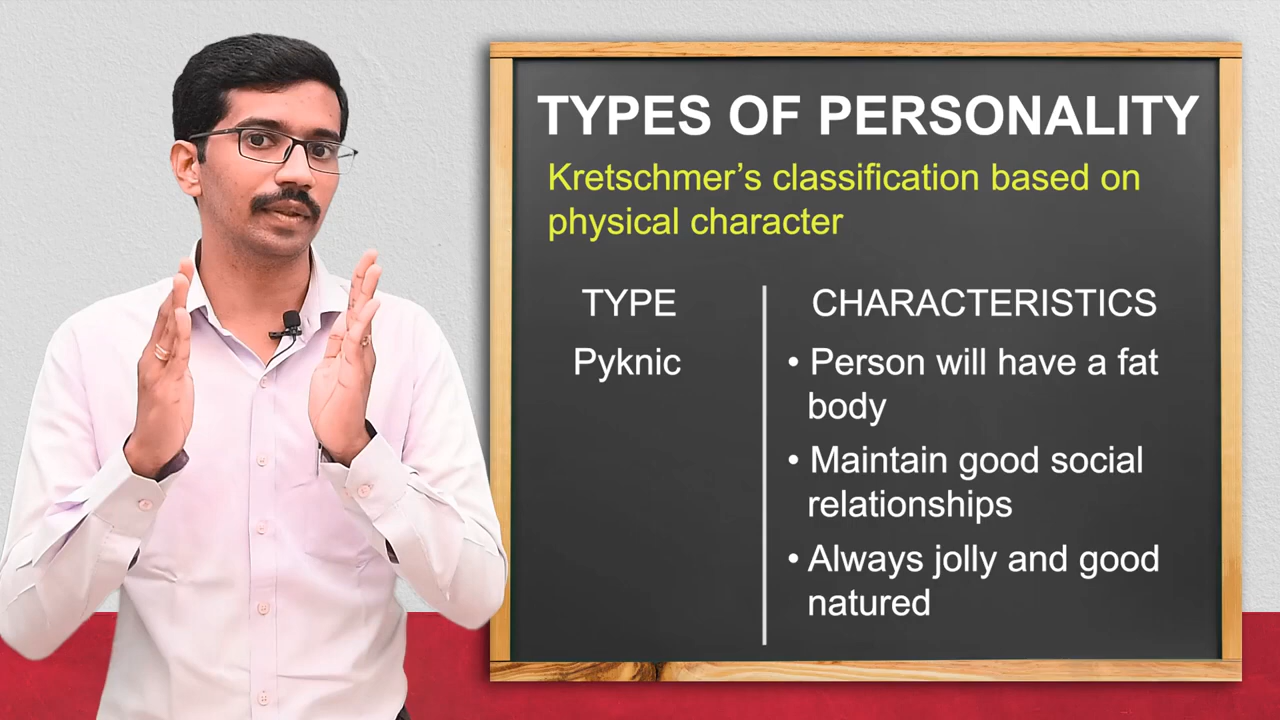 TYPES OF PERSONALITY
Kretschmer’s classification based on
physical character
TYPE
CHARACTERISTICS
Pyknic
• Person will have a fat
body
• Maintain good social
relationships
• Always jolly and good
natured